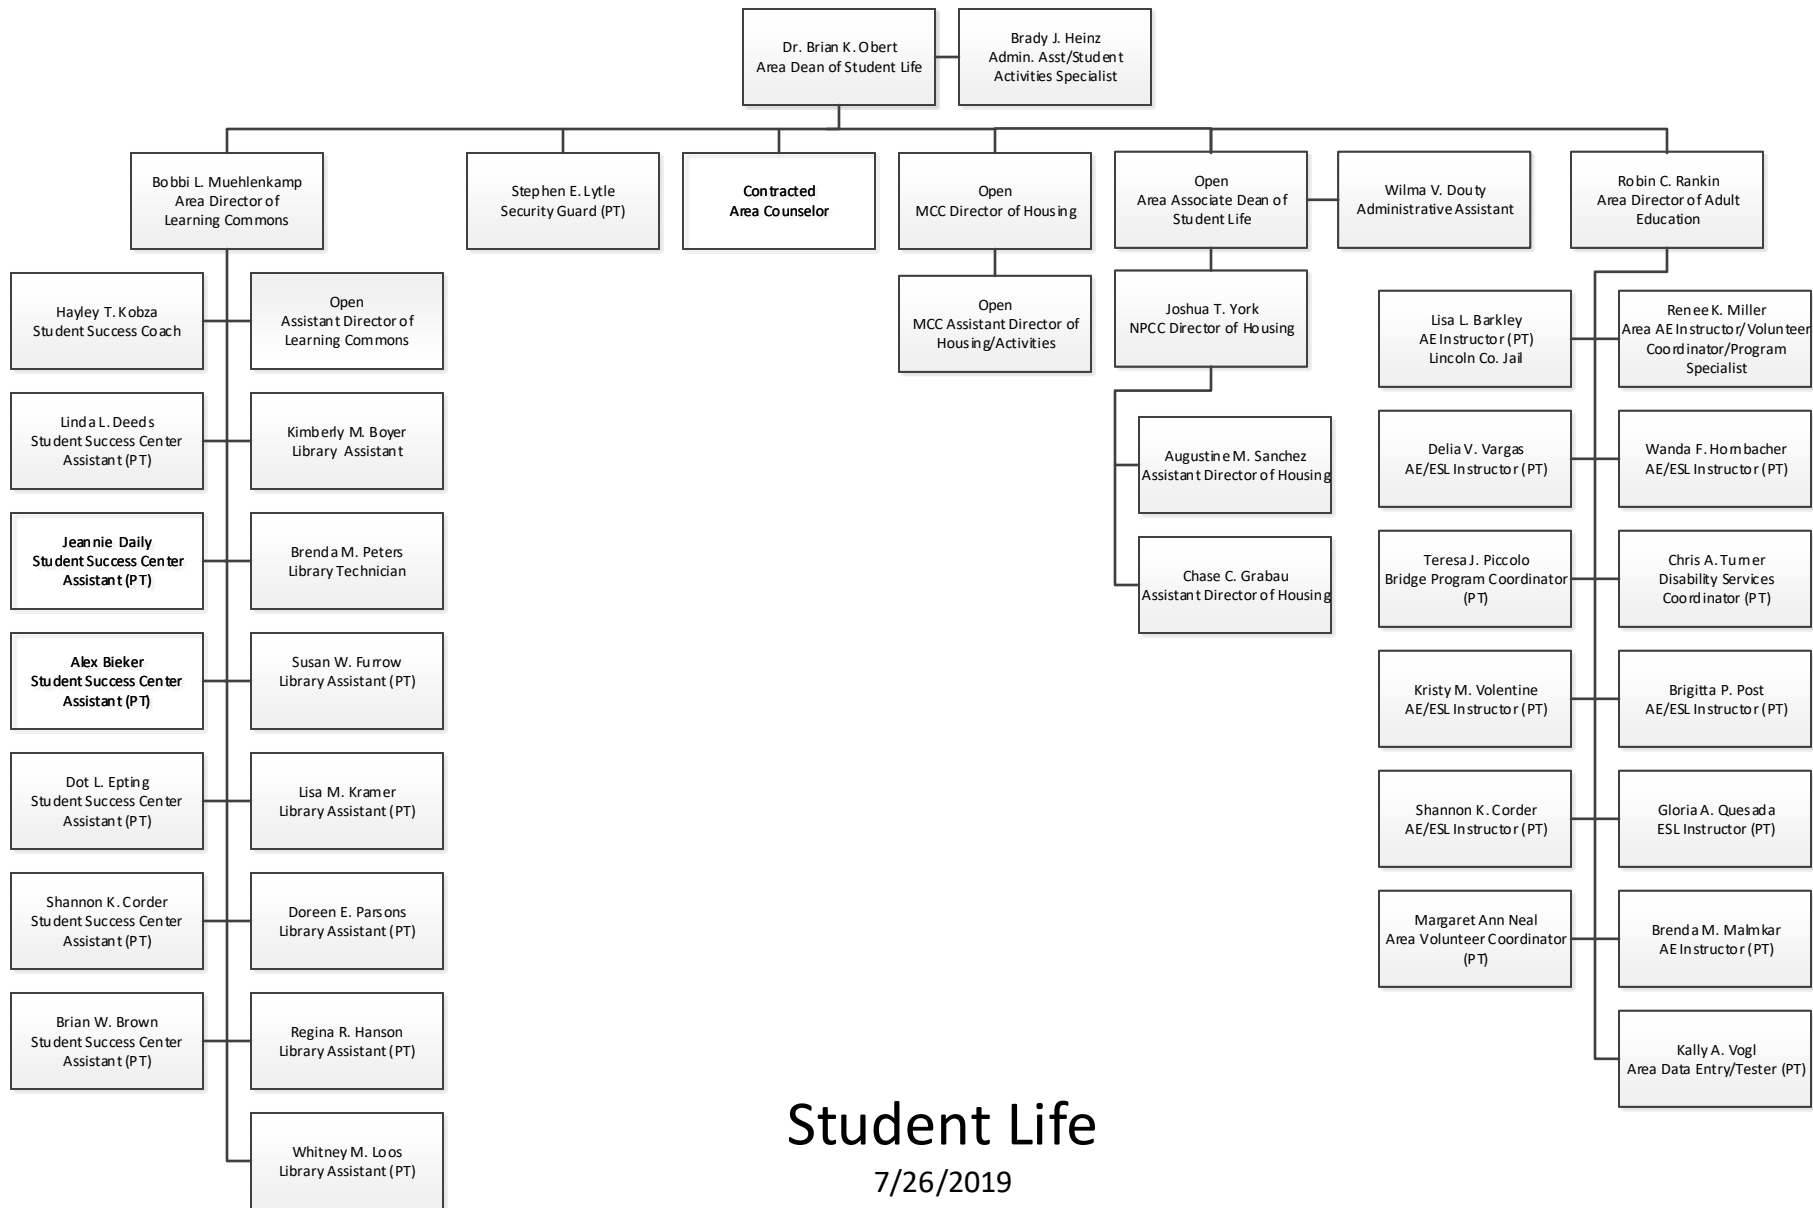 Dr. Brian K. Obert
Area Dean of Student Life
Brady J. Heinz
Admin. Asst/Student
Activities Specialist
Bobbi L. Muehlenkamp
Area Director of
Learning Commons
Stephen E. Lytle
Security Guard (PT)
Contracted
Area Counselor
Open
MCC Director of Housing
Open
Area Associate Dean of
Student Life
Wilma V. Douty
Administrative Assistant
Robin C. Rankin
Area Director of Adult
Education
Hayley T. Kobza
Student Success Coach
Open
Assistant Director of
Learning Commons
Linda L. Deeds
Student Success Center
Assistant (PT)
Kimberly M. Boyer
Library Assistant
Jeannie Daily
Student Success Center
Assistant (PT)
Brenda M. Peters
Library Technician
Alex Bieker
Student Success Center
Assistant (PT)
Susan W. Furrow
Library Assistant (PT)
Dot L. Epting
Student Success Center
Assistant (PT)
Lisa M. Kramer
Library Assistant (PT)
Shannon K. Corder
Student Success Center
Assistant (PT)
Doreen E. Parsons
Library Assistant (PT)
Brian W. Brown
Student Success Center
Assistant (PT)
Regina R. Hanson
Library Assistant (PT)
Whitney M. Loos
Library Assistant (PT)
Open
MCC Assistant Director of
Housing/Activities
Joshua T. York
NPCC Director of Housing
Augustine M. Sanchez
Assistant Director of Housing
Chase C. Grabau
Assistant Director of Housing
Lisa L. Barkley
AE Instructor (PT)
Lincoln Co. Jail
Renee K. Miller
Area AE Instructor/Volunteer
Coordinator/Program
Specialist
Delia V. Vargas
AE/ESL Instructor (PT)
Wanda F. Hornbacher
AE/ESL Instructor (PT)
Teresa J. Piccolo
Bridge Program Coordinator
(PT)
Chris A. Turner
Disability Services
Coordinator (PT)
Kristy M. Volentine
AE/ESL Instructor (PT)
Brigitta P. Post
AE/ESL Instructor (PT)
Shannon K. Corder
AE/ESL Instructor (PT)
Gloria A. Quesada
ESL Instructor (PT)
Margaret Ann Neal
Area Volunteer Coordinator
(PT)
Brenda M. Malmkar
AE Instructor (PT)
Kally A. Vogl
Area Data Entry/Tester (PT)
Student Life
7/26/2019